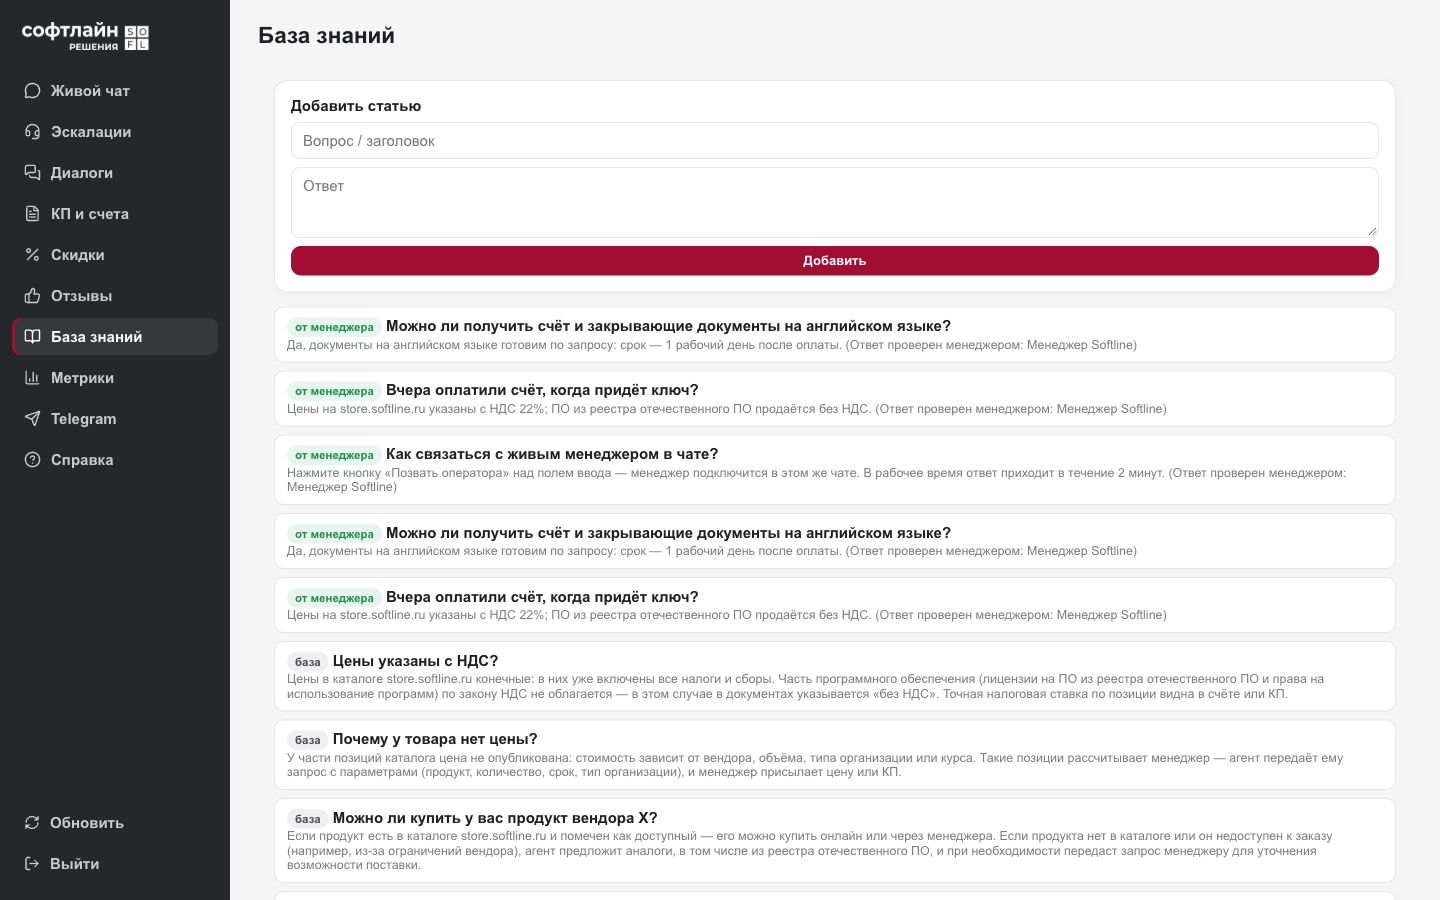 софтлайн
решения
SO
FL
Живой чат
Эскалации
Диалоги
КП и счета
Скидки
Отзывы
База знаний
Метрики
Telegram
Справка
Обновить
Выйти
База знаний
Добавить статью
Вопрос / заголовок
Ответ
Добавить
от менеджера Можно ли получить счёт и закрывающие документы на английском языке?
Да, документы на английском языке готовим по запросу: срок — 1 рабочий день после оплаты. (Ответ проверен менеджером: Менеджер Softline)
от менеджера Вчера оплатили счёт, когда придёт ключ?
Цены на store.softline.ru указаны с НДС 22%; ПО из реестра отечественного ПО продаётся без НДС. (Ответ проверен менеджером: Менеджер Softline)
от менеджера Как связаться с живым менеджером в чате?
Нажмите кнопку «Позвать оператора» над полем ввода — менеджер подключится в этом же чате. В рабочее время ответ приходит в течение 2 минут. (Ответ проверен менеджером:
Менеджер Softline)
от менеджера Можно ли получить счёт и закрывающие документы на английском языке?
Да, документы на английском языке готовим по запросу: срок — 1 рабочий день после оплаты. (Ответ проверен менеджером: Менеджер Softline)
от менеджера Вчера оплатили счёт, когда придёт ключ?
Цены на store.softline.ru указаны с НДС 22%; ПО из реестра отечественного ПО продаётся без НДС. (Ответ проверен менеджером: Менеджер Softline)
база Цены указаны с НДС?
Цены в каталоге store.softline.ru конечные: в них уже включены все налоги и сборы. Часть программного обеспечения (лицензии на ПО из реестра отечественного ПО и права на
использование программ) по закону НДС не облагается — в этом случае в документах указывается «без НДС». Точная налоговая ставка по позиции видна в счёте или КП.
база Почему у товара нет цены?
У части позиций каталога цена не опубликована: стоимость зависит от вендора, объёма, типа организации или курса. Такие позиции рассчитывает менеджер — агент передаёт ему
запрос с параметрами (продукт, количество, срок, тип организации), и менеджер присылает цену или КП.
база Можно ли купить у вас продукт вендора X?
Если продукт есть в каталоге store.softline.ru и помечен как доступный — его можно купить онлайн или через менеджера. Если продукта нет в каталоге или он недоступен к заказу
(например, из-за ограничений вендора), агент предложит аналоги, в том числе из реестра отечественного ПО, и при необходимости передаст запрос менеджеру для уточнения
возможности поставки.